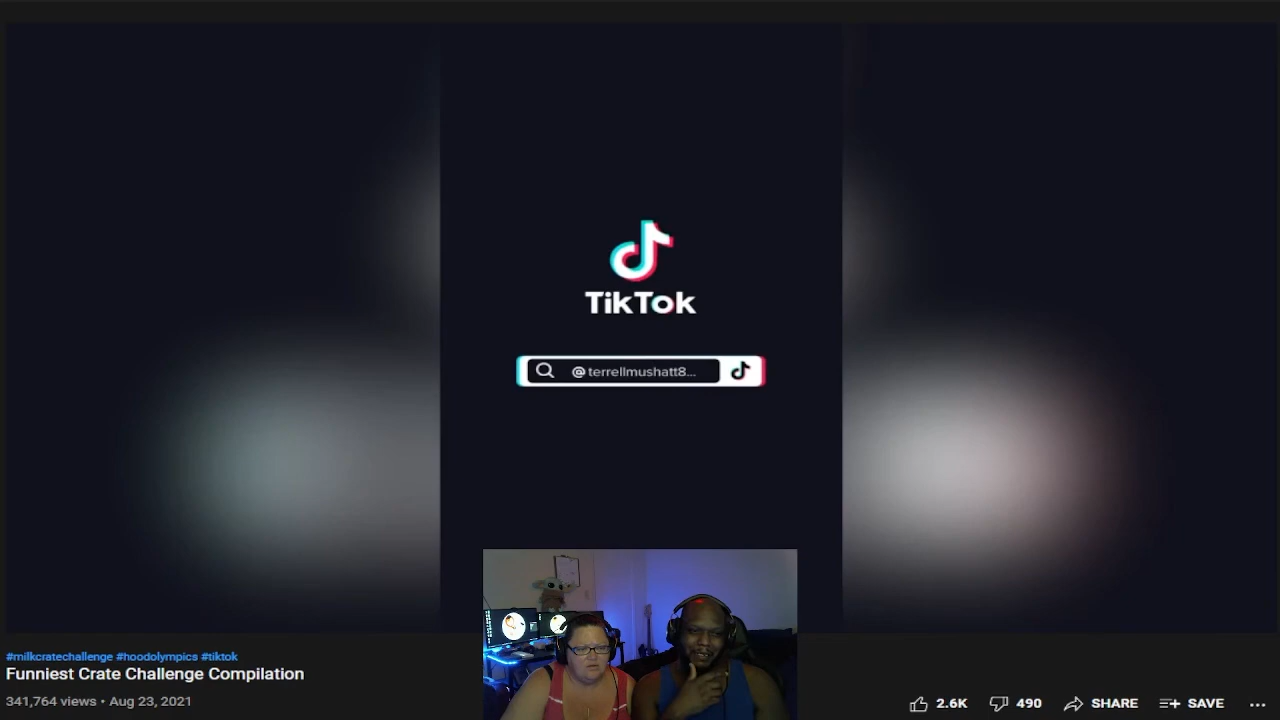 TikTok
@terrellmushatt8...
#milkcratechallenge #hoodolympics #tiktok
Funniest Crate Challenge Compilation
341,764 views • Aug 23, 2021
2.6K 490 SHARE SAVE ...